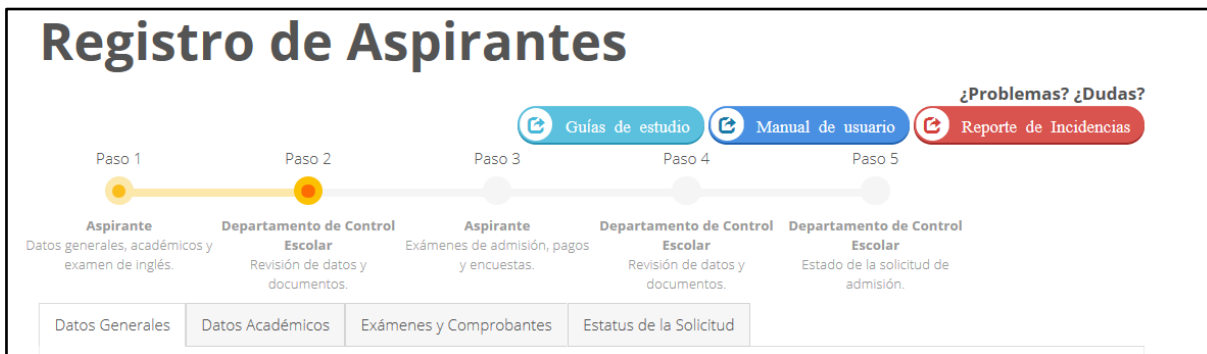 Registro de Aspirantes
¿Problemas? ¿Dudas?
Guías de estudio
Manual de usuario
Reporte de Incidencias
Paso 1
Paso 2
Paso 3
Paso 4
Paso 5
Aspirante
Datos generales, académicos y
examen de inglés.
Departamento de Control
Escolar
Revisión de datos y
documentos.
Aspirante
Exámenes de admisión, pagos
y encuestas.
Departamento de Control
Escolar
Revisión de datos y
documentos.
Departamento de Control
Escolar
Estado de la solicitud de
admisión.
Datos Generales
Datos Académicos
Exámenes y Comprobantes
Estatus de la Solicitud